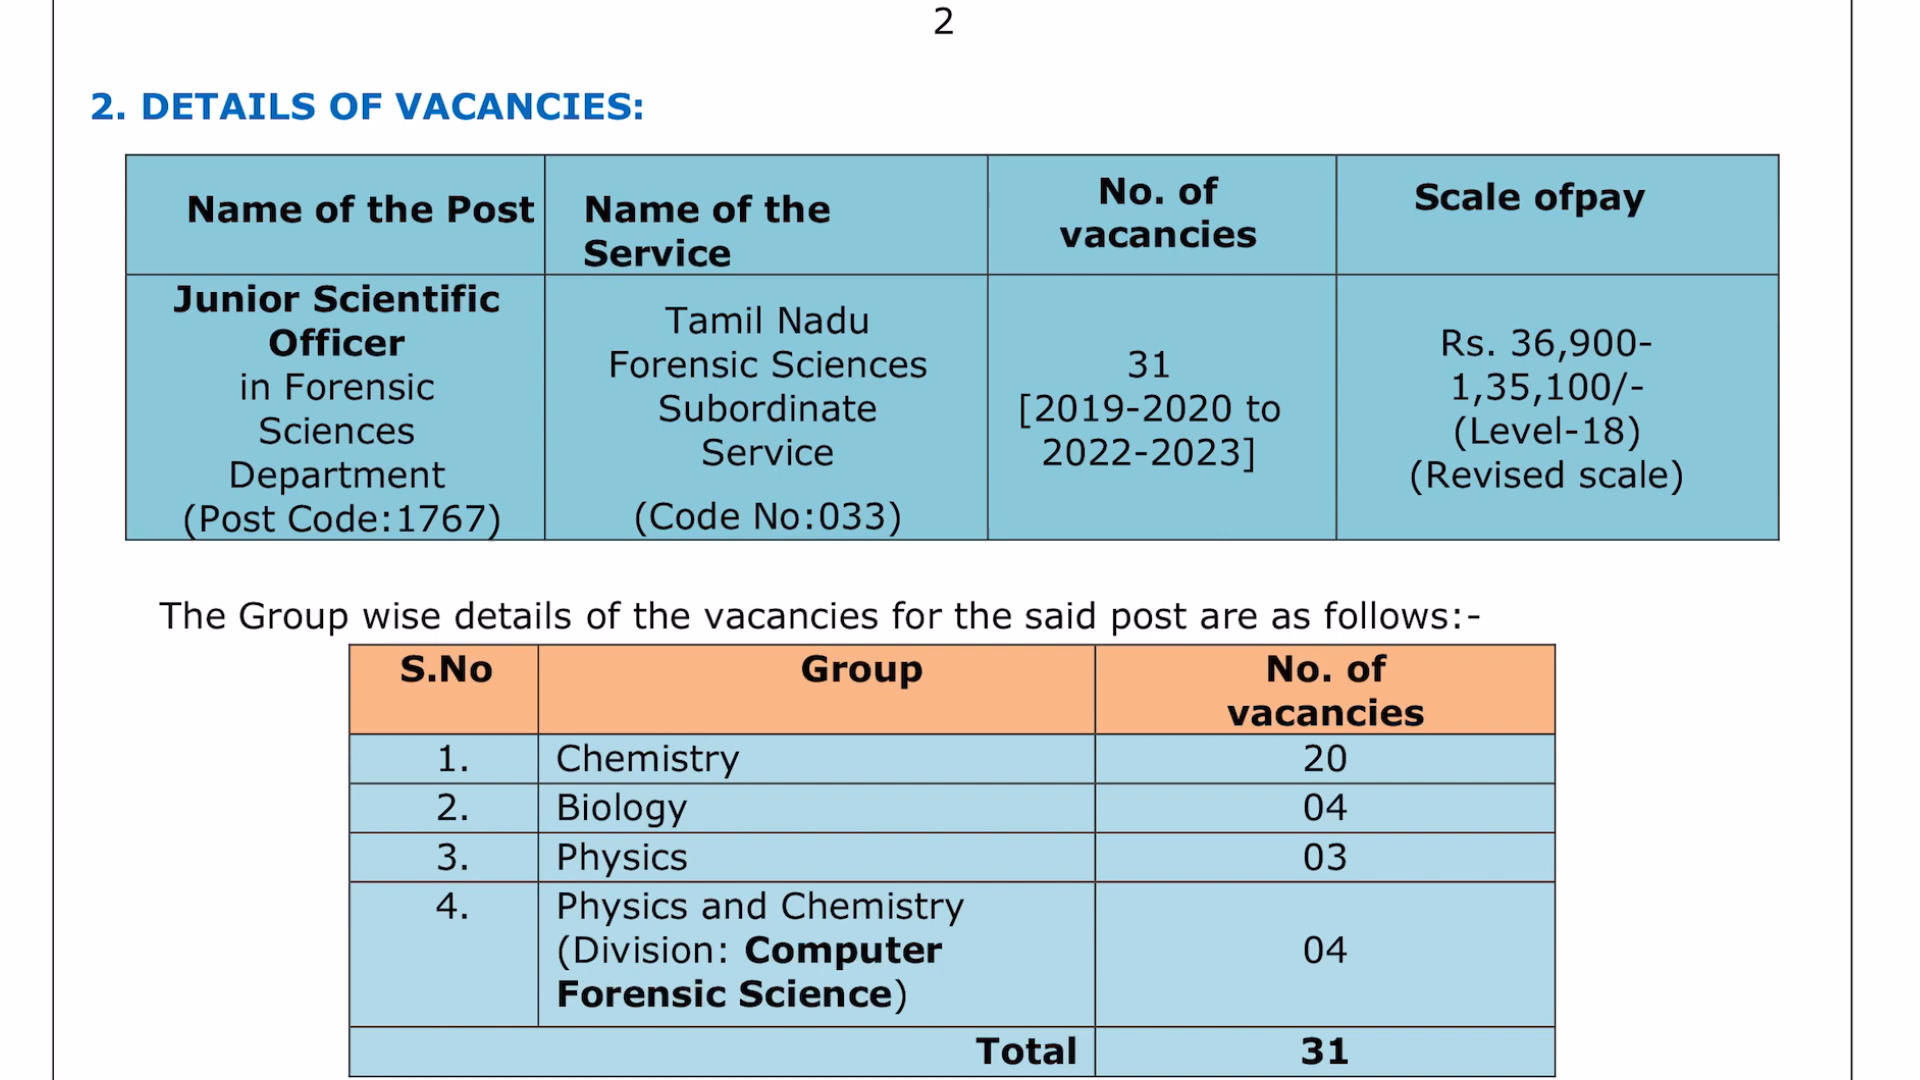 2
2. DETAILS OF VACANCIES:
Name of the Post
Name of the
Service
No. of
vacancies
Scale ofpay
Junior Scientific
Officer
in Forensic
Sciences
Department
(Post Code:1767)
Tamil Nadu
Forensic Sciences
Subordinate
Service
(Code No:033)
31
[2019-2020 to
2022-2023]
Rs. 36,900-
1,35,100/-
(Level-18)
(Revised scale)
The Group wise details of the vacancies for the said post are as follows:-
S.No
Group
No. of
vacancies
1.
Chemistry
20
2.
Biology
04
3.
Physics
03
4.
Physics and Chemistry
(Division: Computer
Forensic Science)
04
Total
31